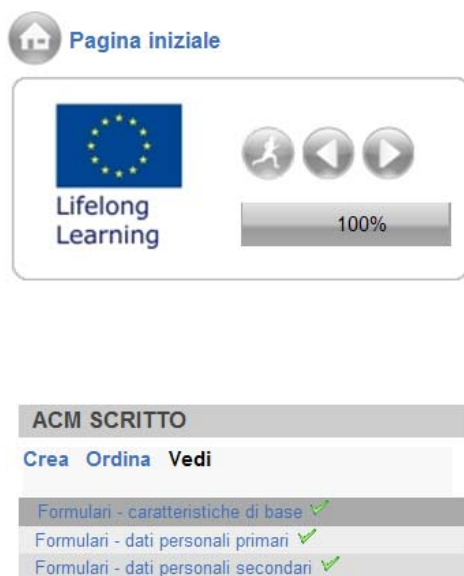 Pagina iniziale
Lifelong
Learning
100%
ACM SCRITTO
Crea Ordina Vedi
Formulari - caratteristiche di base
Formulari - dati personali primari
Formulari - dati personali secondari